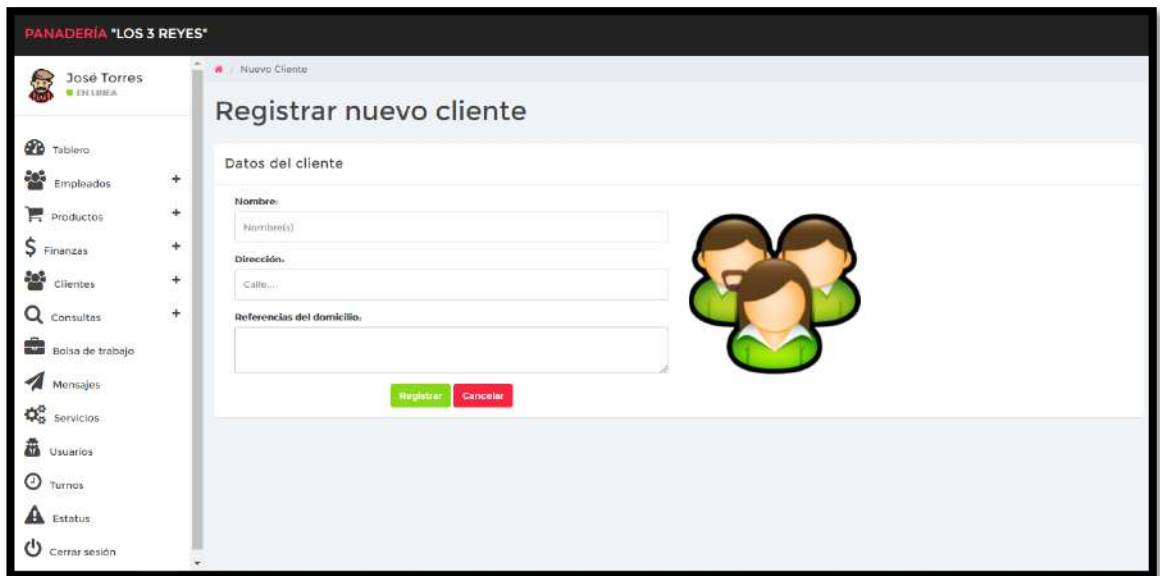 PANADERÍA "LOS 3 REYES"
José Torres
EN LINEA
/ Nuevo Cliente
Registrar nuevo cliente
Tablero
Empleados +
Productos +
Finanzas +
Clientes +
Consultas +
Bolsa de trabajo
Mensajes
Servicios
Usuarios
Turnos
Estatus
Cerrar sesión
Datos del cliente
Nombre:
Nombre(s)
Dirección:
Calle...
Referencias del domicilio:
Registrar Cancelar